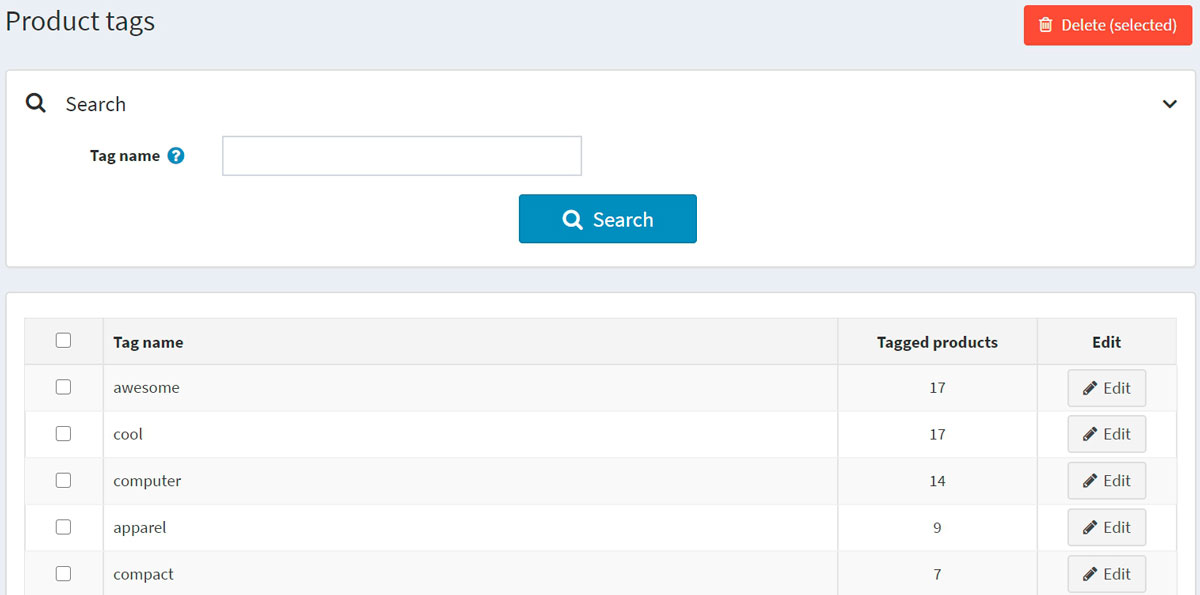 Product tags
Delete (selected)
Search
Tag name ?
Search
Tag name Tagged products Edit
awesome 17 Edit
cool 17 Edit
computer 14 Edit
apparel 9 Edit
compact 7 Edit